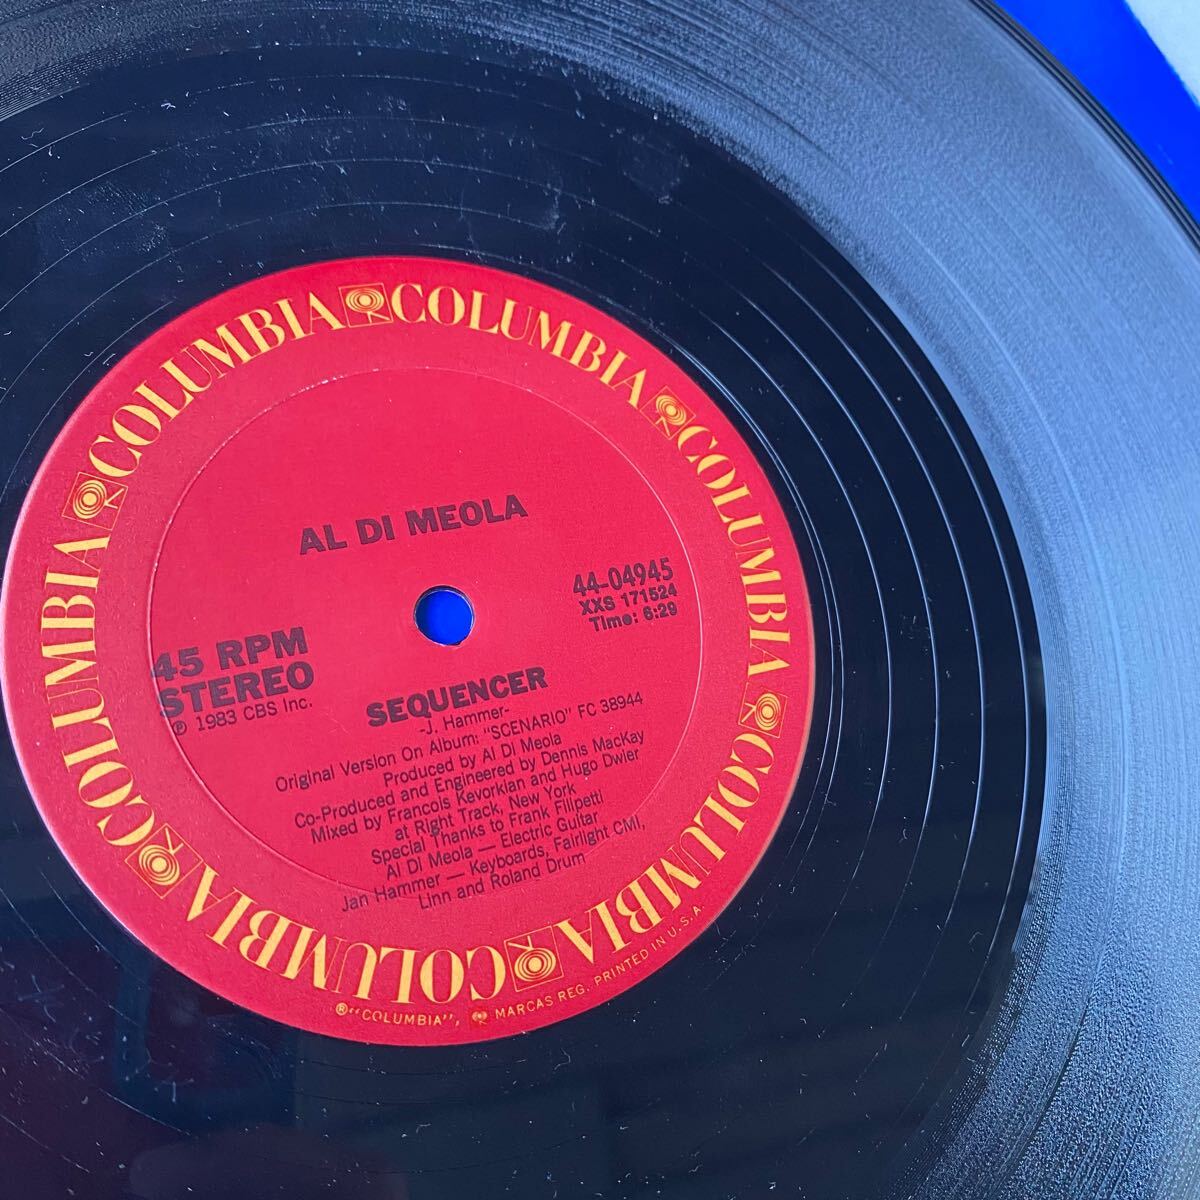 COLUMBIA COLUMBIA COLUMBIA COLUMBIA COLUMBIA COLUMBIA COLUMBIA
AL DI MEOLA
44-04945
XXS 171524
Time: 6:29
45 RPM
STEREO
℗ 1983 CBS Inc.
SEQUENCER
-J. Hammer-
Original Version On Album: "SCENARIO" FC 38944
Produced by Al Di Meola
Co-Produced and Engineered by Dennis MacKay
Mixed by Francois Kevorkian and Hugo Dwier
at Right Track, New York
Special Thanks to Frank Filipetti
Al Di Meola — Electric Guitar
Jan Hammer — Keyboards, Fairlight CMI,
Linn and Roland Drum
® "COLUMBIA", MARCAS REG. PRINTED IN U.S.A.